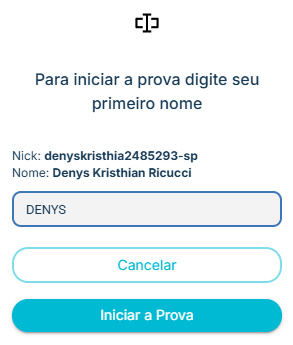 Para iniciar a prova digite seu
primeiro nome
Nick: denyskristhia2485293-sp
Nome: Denys Kristhian Ricucci
DENYS
Cancelar
Iniciar a Prova